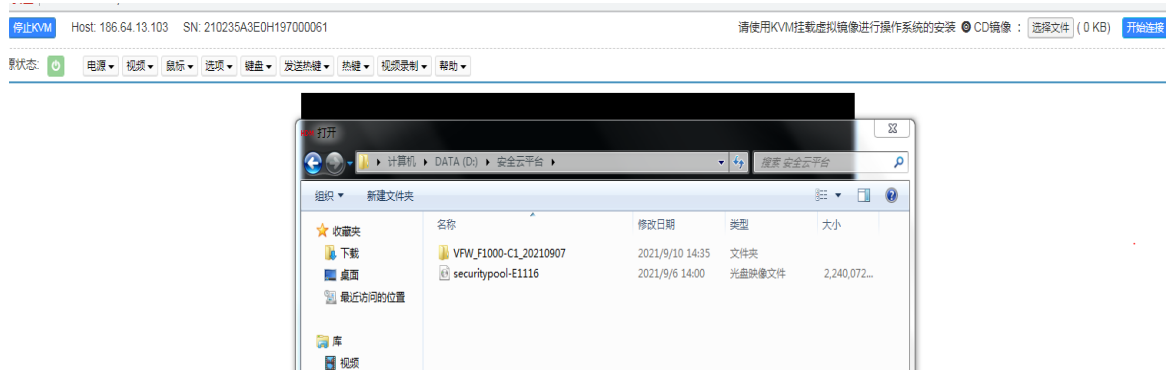 停止KVM Host: 186.64.13.103 SN: 210235A3E0H197000061 请使用KVM挂载虚拟镜像进行操作系统的安装 CD镜像 : 选择文件 ( 0 KB) 开始连接
源状态: 电源 视频 鼠标 选项 键盘 发送热键 热键 视频录制 帮助
打开
计算机 DATA (D:) 安全云平台 搜索 安全云平台
组织 新建文件夹
收藏夹 名称 修改日期 类型 大小
下载 VFW_F1000-C1_20210907 2021/9/10 14:35 文件夹
桌面 securitypool-E1116 2021/9/6 14:00 光盘映像文件 2,240,072...
最近访问的位置
库
视频